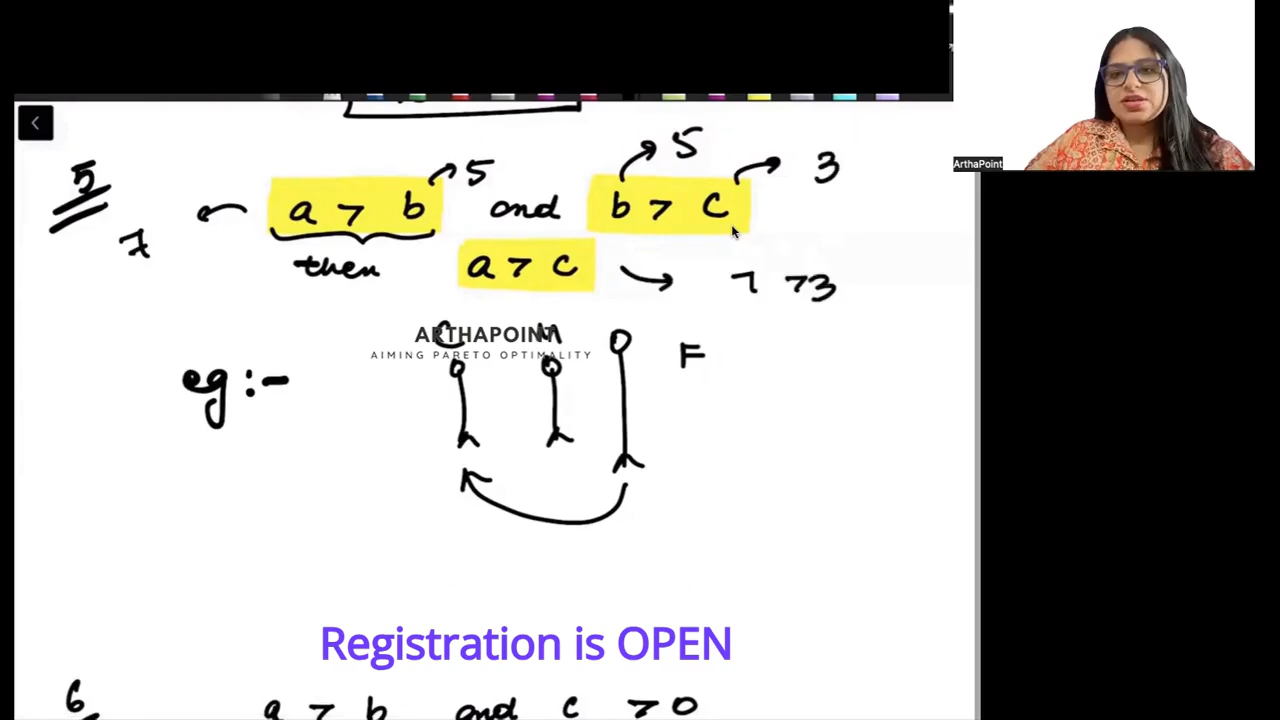 5
a > b → 5 and b > c → 5 → 3
7
then a > c → 7 > 3
ARTHAPOINT
AIMING PARETO OPTIMALITY
C M F
eg :-
Registration is OPEN
6 a > b and c > 0
ArthaPoint